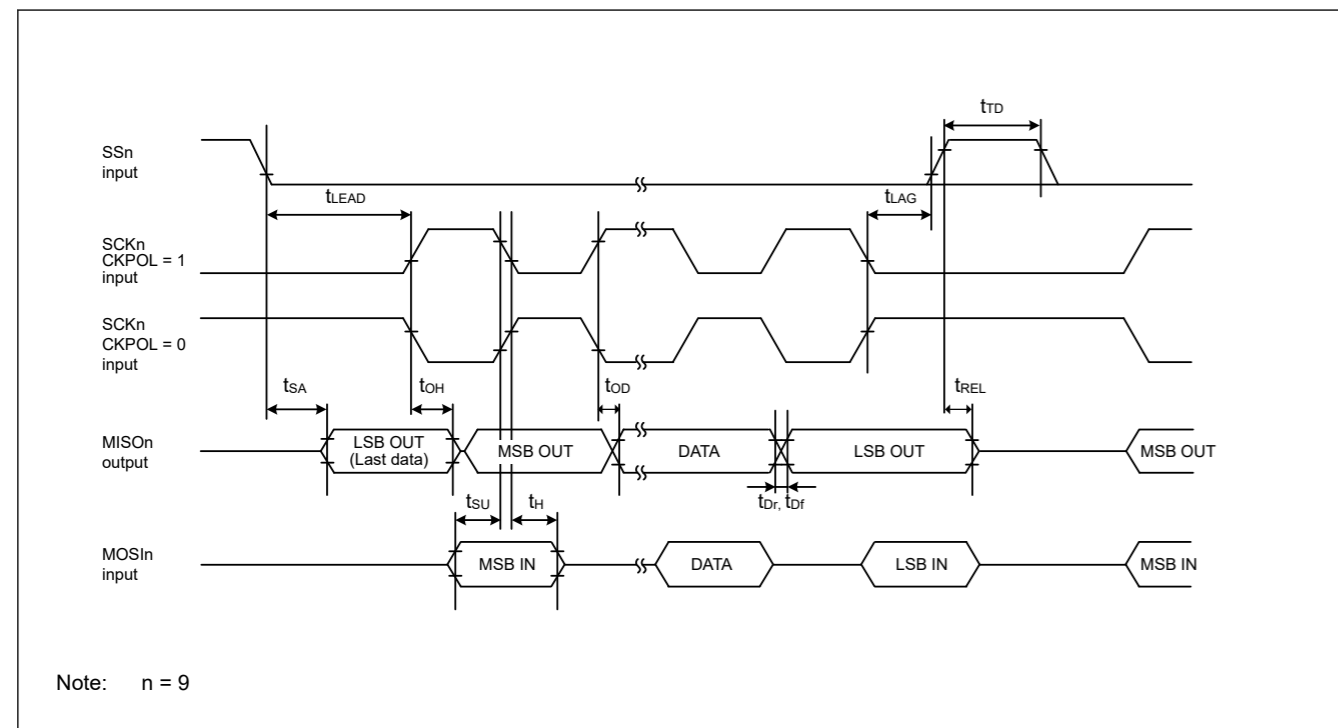 tTD
SSn
input
tLEAD
tLAG
SCKn
CKPOL = 1
input
SCKn
CKPOL = 0
input
tSA
tOH
tOD
tREL
MISOn
output
LSB OUT
(Last data)
MSB OUT
DATA
LSB OUT
MSB OUT
tDr, tDf
tSU
tH
MOSIn
input
MSB IN
DATA
LSB IN
MSB IN
Note: n = 9